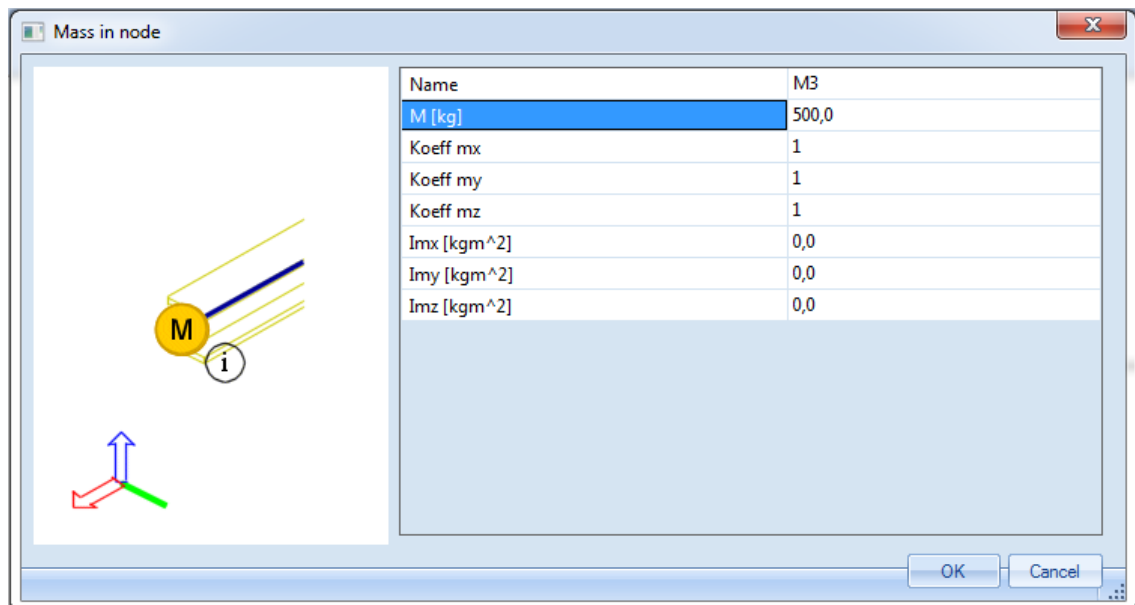 Mass in node
Name M3
M [kg] 500,0
Koeff mx 1
Koeff my 1
Koeff mz 1
Imx [kgm^2] 0,0
Imy [kgm^2] 0,0
Imz [kgm^2] 0,0
M
i
OK Cancel